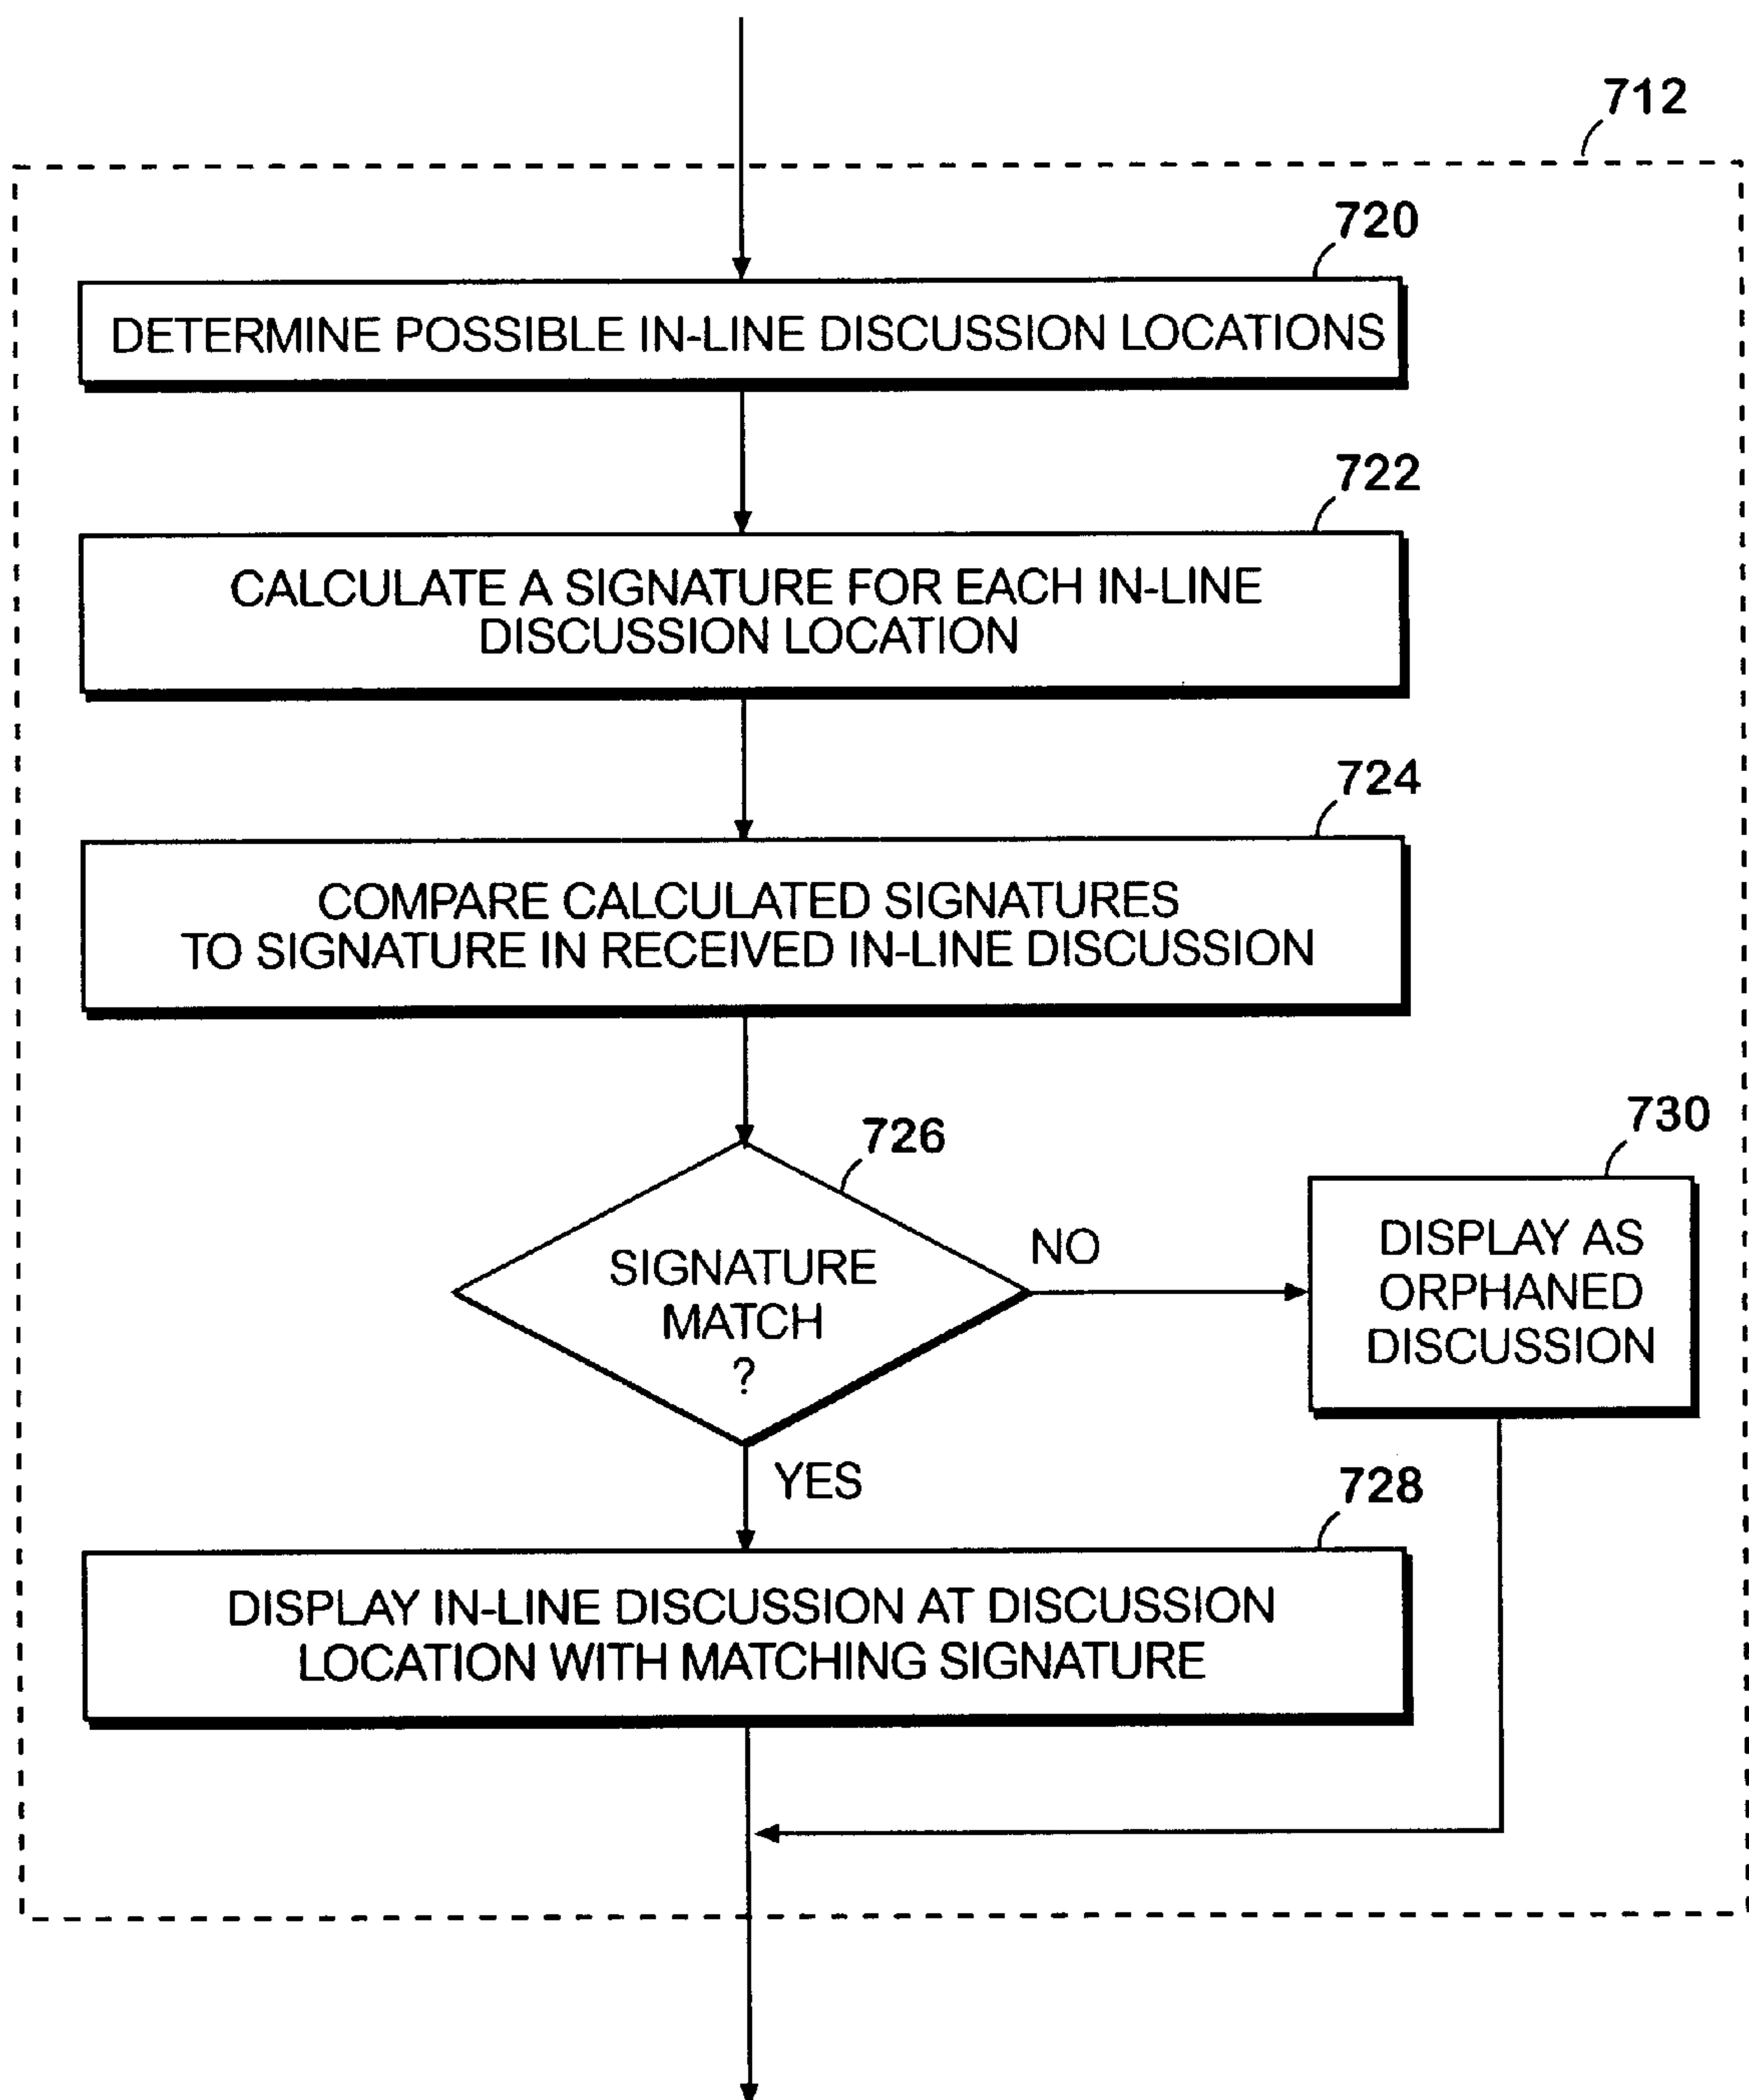 712
720
DETERMINE POSSIBLE IN-LINE DISCUSSION LOCATIONS
722
CALCULATE A SIGNATURE FOR EACH IN-LINE
DISCUSSION LOCATION
724
COMPARE CALCULATED SIGNATURES
TO SIGNATURE IN RECEIVED IN-LINE DISCUSSION
726
SIGNATURE
MATCH
?
NO
730
DISPLAY AS
ORPHANED
DISCUSSION
YES
728
DISPLAY IN-LINE DISCUSSION AT DISCUSSION
LOCATION WITH MATCHING SIGNATURE